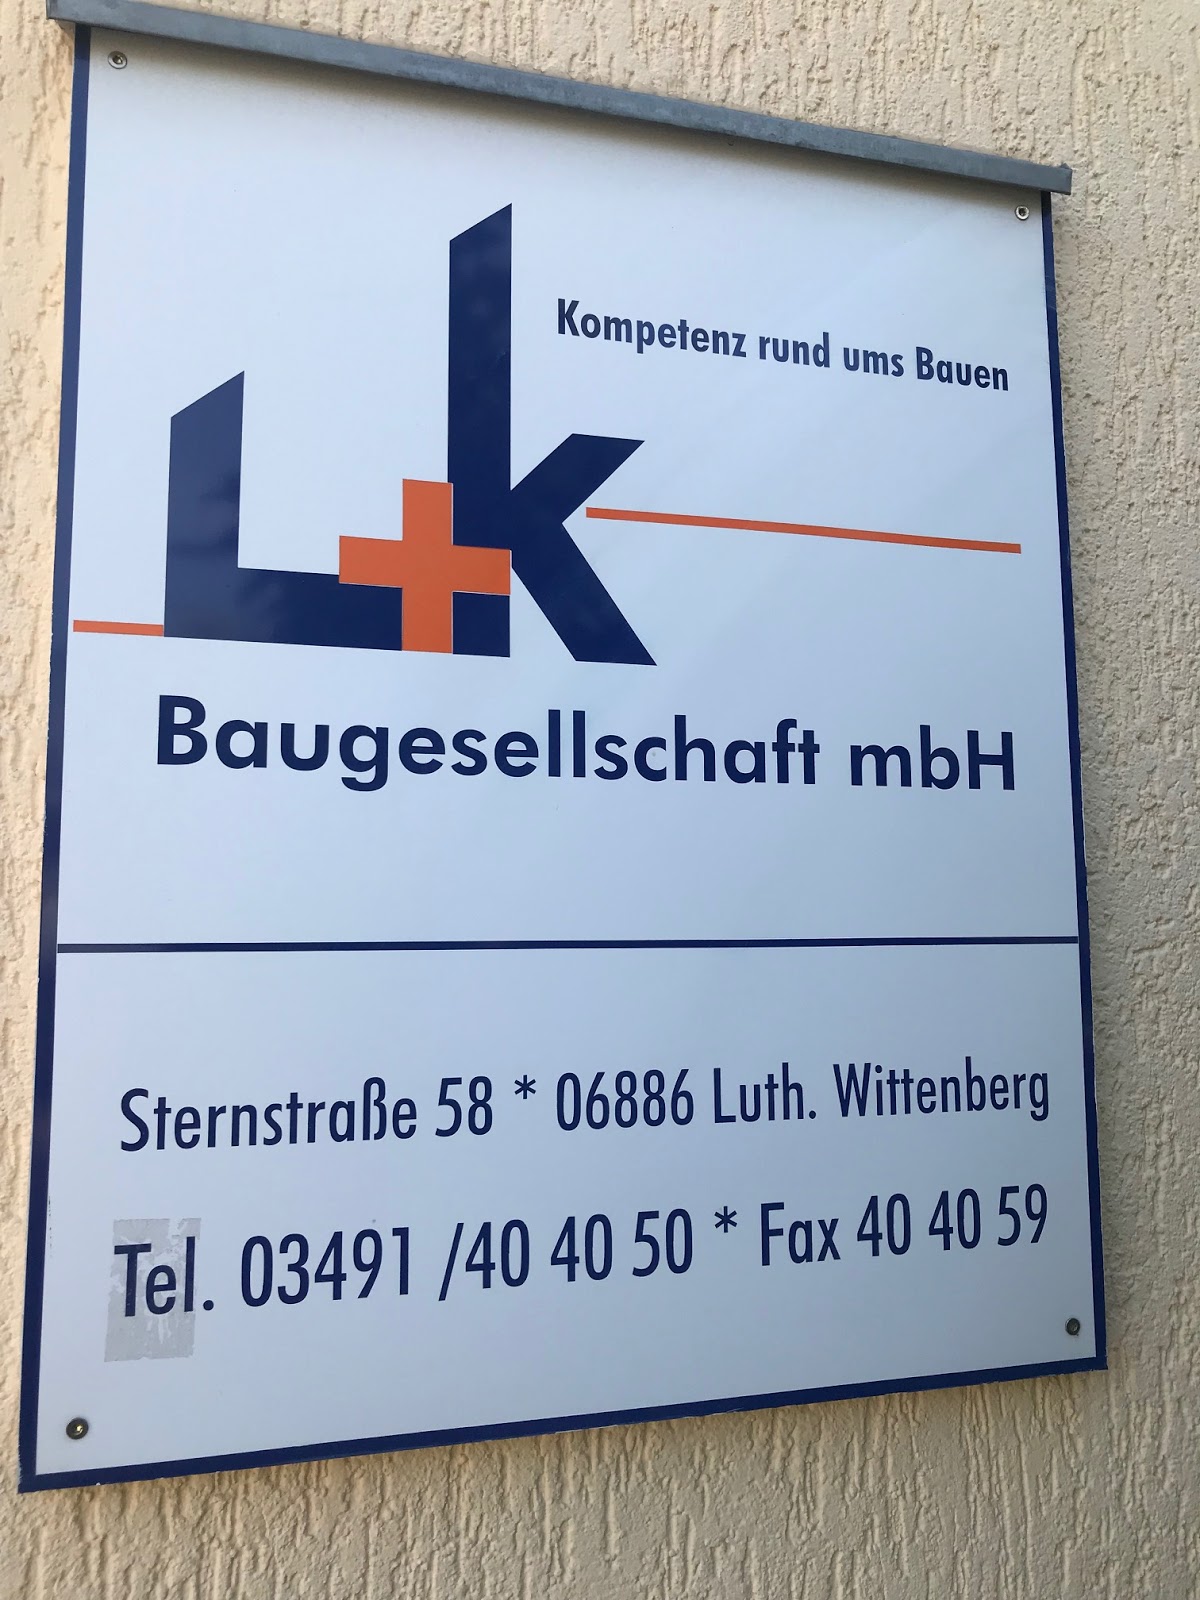 Kompetenz rund ums Bauen
L+K
Baugesellschaft mbH
Sternstraße 58 * 06886 Luth. Wittenberg
Tel. 03491 /40 40 50 * Fax 40 40 59